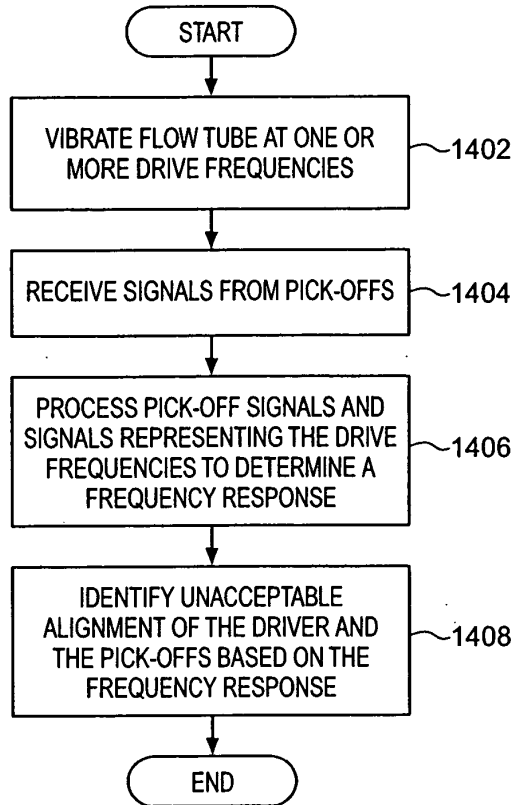 START
VIBRATE FLOW TUBE AT ONE OR
MORE DRIVE FREQUENCIES
1402
RECEIVE SIGNALS FROM PICK-OFFS
1404
PROCESS PICK-OFF SIGNALS AND
SIGNALS REPRESENTING THE DRIVE
FREQUENCIES TO DETERMINE A
FREQUENCY RESPONSE
1406
IDENTIFY UNACCEPTABLE
ALIGNMENT OF THE DRIVER AND
THE PICK-OFFS BASED ON THE
FREQUENCY RESPONSE
1408
END